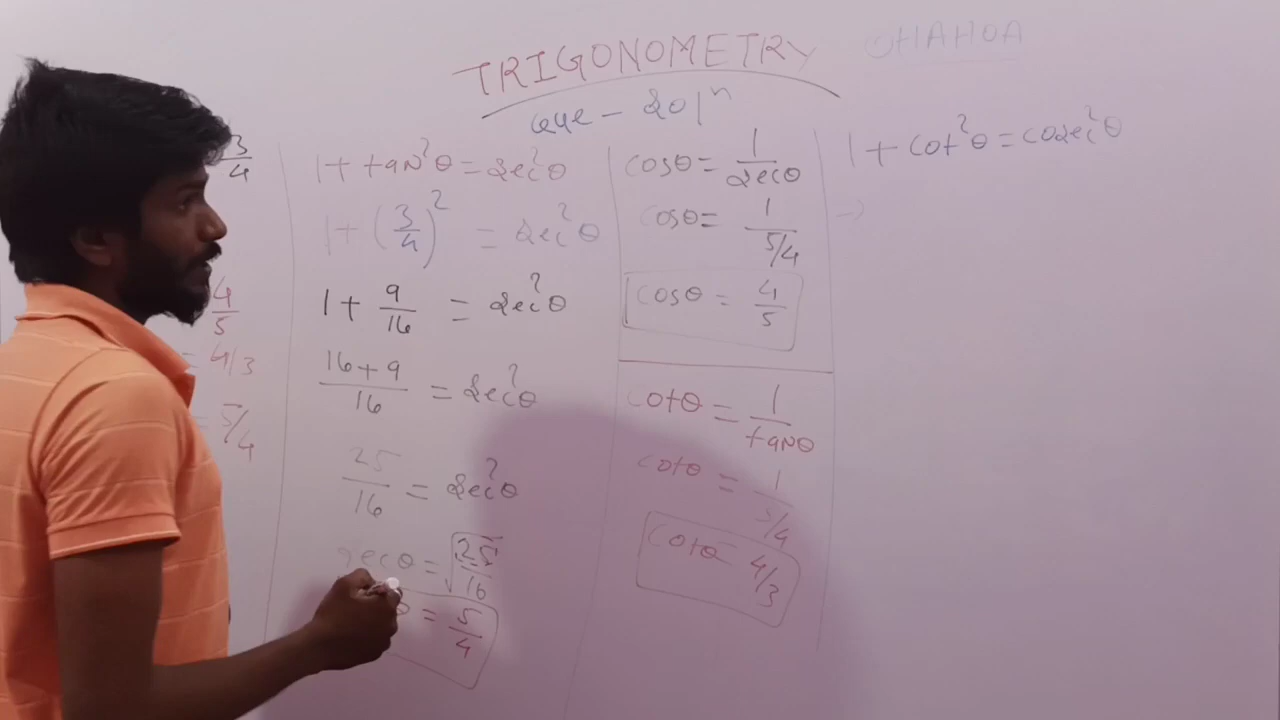 TRIGONOMETRY OHAHOA
que - solⁿ
3/4
4/5
= 4/3
= 5/4
1 + tan²θ = sec²θ
1 + (3/4)² = sec²θ
1 + 9/16 = sec²θ
16+9/16 = sec²θ
25/16 = sec²θ
secθ = √25/16
θ = 5/4
cosθ = 1/secθ
cosθ = 1/5/4
cosθ = 4/5
cotθ = 1/tanθ
cotθ = 1/3/4
cotθ = 4/3
1 + cot²θ = cosec²θ
→